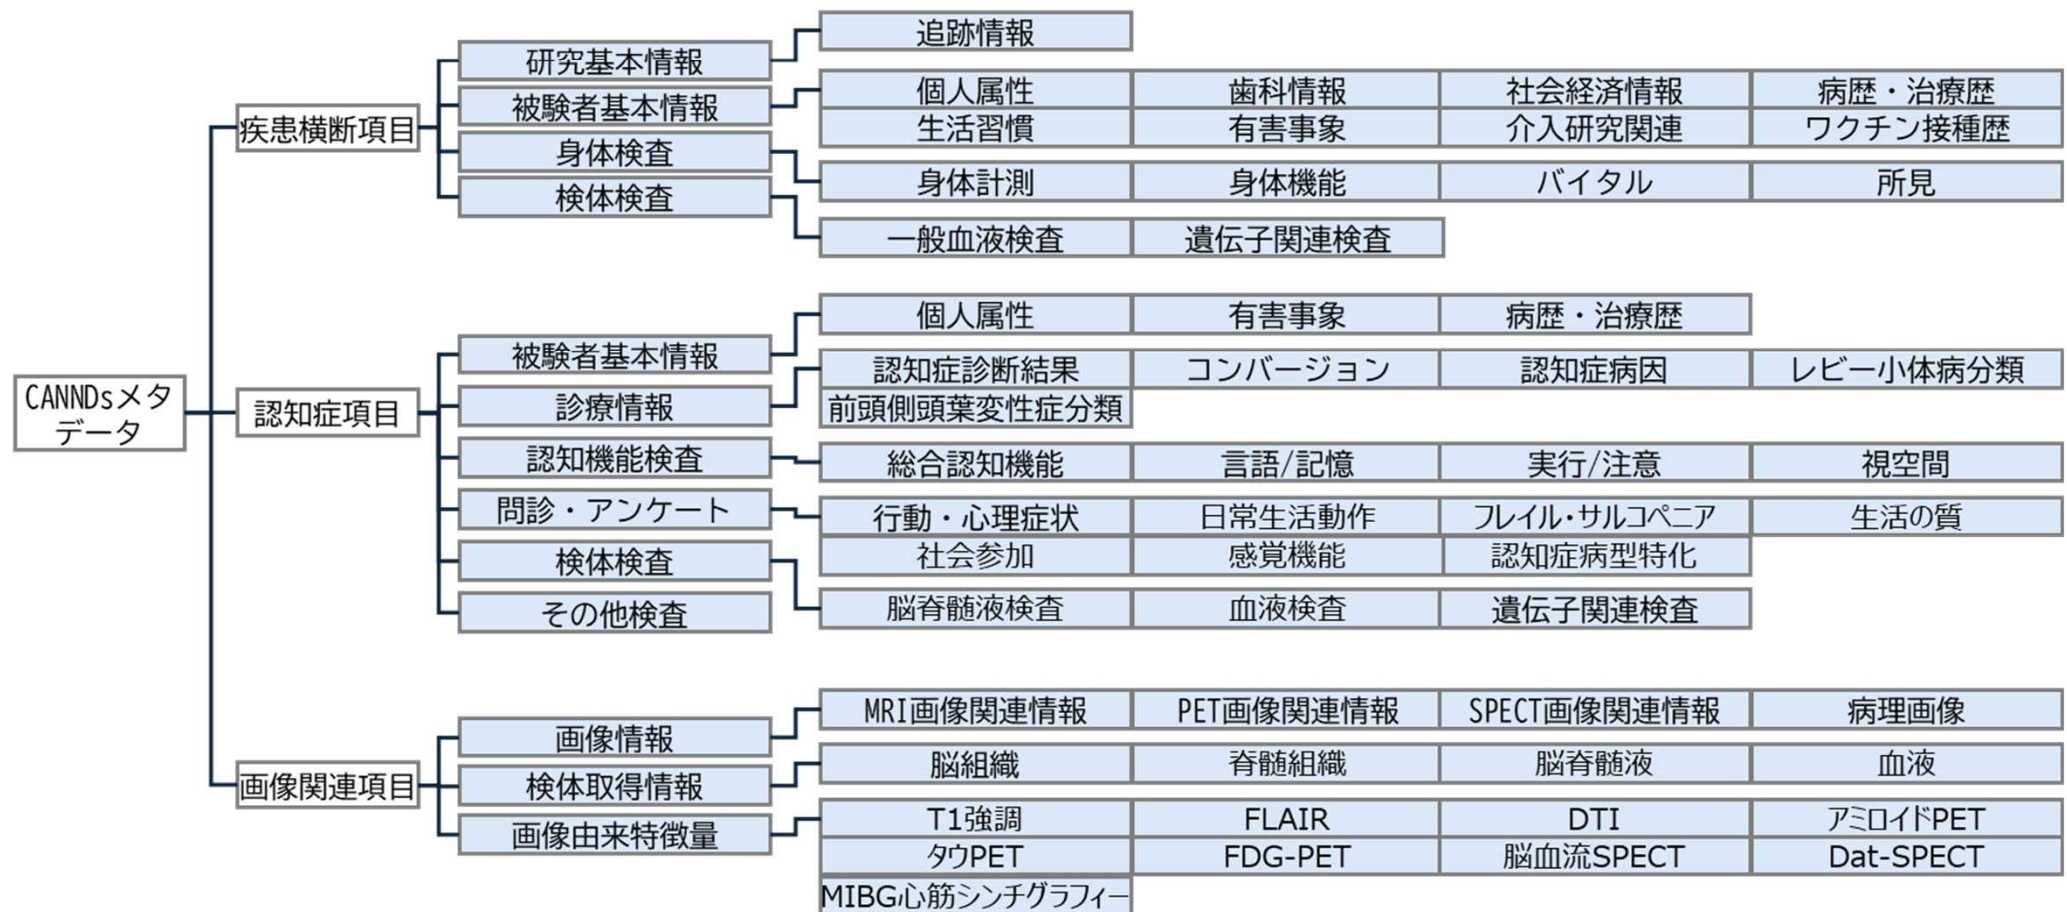 CANNDsメタ
データ
疾患横断項目
研究基本情報
追跡情報
被験者基本情報
個人属性 歯科情報 社会経済情報 病歴・治療歴
生活習慣 有害事象 介入研究関連 ワクチン接種歴
身体検査
身体計測 身体機能 バイタル 所見
検体検査
一般血液検査 遺伝子関連検査
認知症項目
被験者基本情報
個人属性 有害事象 病歴・治療歴
診療情報
認知症診断結果 コンバージョン 認知症病因 レビー小体病分類
前頭側頭葉変性症分類
認知機能検査
総合認知機能 言語/記憶 実行/注意 視空間
問診・アンケート
行動・心理症状 日常生活動作 フレイル・サルコペニア 生活の質
社会参加 感覚機能 認知症病型特化
検体検査
脳脊髄液検査 血液検査 遺伝子関連検査
その他検査
画像関連項目
画像情報
MRI画像関連情報 PET画像関連情報 SPECT画像関連情報 病理画像
検体取得情報
脳組織 脊髄組織 脳脊髄液 血液
画像由来特徴量
T1強調 FLAIR DTI アミロイドPET
タウPET FDG-PET 脳血流SPECT Dat-SPECT
MIBG心筋シンチグラフィー